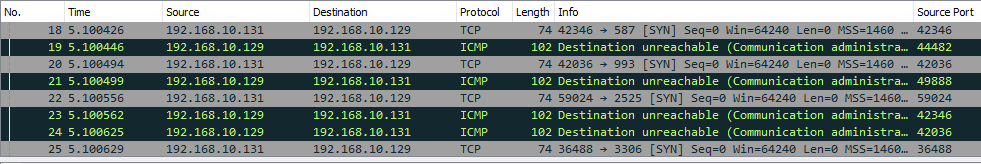 No. Time Source Destination Protocol Length Info Source Port
18 5.100426 192.168.10.131 192.168.10.129 TCP 74 42346 → 587 [SYN] Seq=0 Win=64240 Len=0 MSS=1460 … 42346
19 5.100446 192.168.10.129 192.168.10.131 ICMP 102 Destination unreachable (Communication administra… 44482
20 5.100494 192.168.10.131 192.168.10.129 TCP 74 42036 → 993 [SYN] Seq=0 Win=64240 Len=0 MSS=1460 … 42036
21 5.100499 192.168.10.129 192.168.10.131 ICMP 102 Destination unreachable (Communication administra… 49888
22 5.100556 192.168.10.131 192.168.10.129 TCP 74 59024 → 2525 [SYN] Seq=0 Win=64240 Len=0 MSS=1460… 59024
23 5.100562 192.168.10.129 192.168.10.131 ICMP 102 Destination unreachable (Communication administra… 42346
24 5.100625 192.168.10.129 192.168.10.131 ICMP 102 Destination unreachable (Communication administra… 42036
25 5.100629 192.168.10.131 192.168.10.129 TCP 74 36488 → 3306 [SYN] Seq=0 Win=64240 Len=0 MSS=1460… 36488